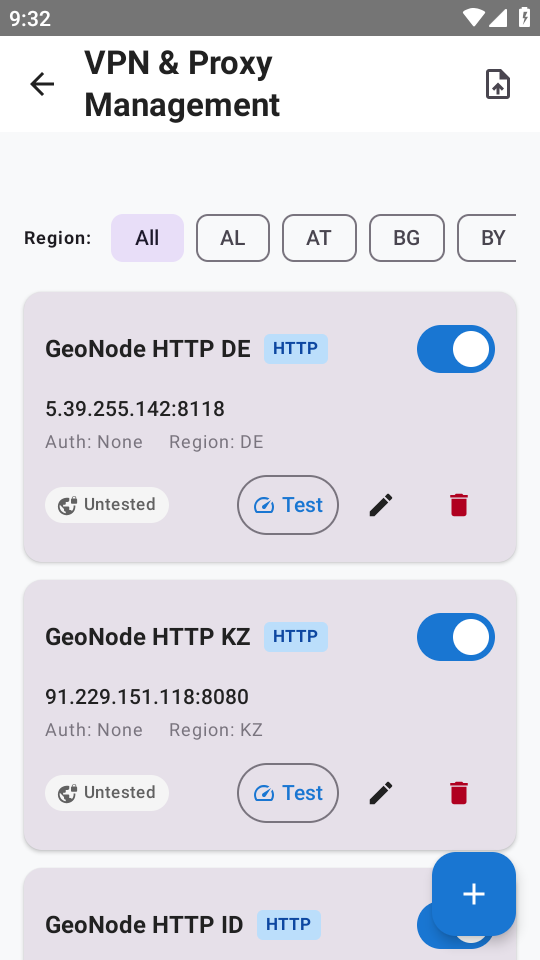 9:32
VPN & Proxy
Management
Region: All AL AT BG BY
GeoNode HTTP DE HTTP
5.39.255.142:8118
Auth: None Region: DE
Untested Test
GeoNode HTTP KZ HTTP
91.229.151.118:8080
Auth: None Region: KZ
Untested Test
GeoNode HTTP ID HTTP